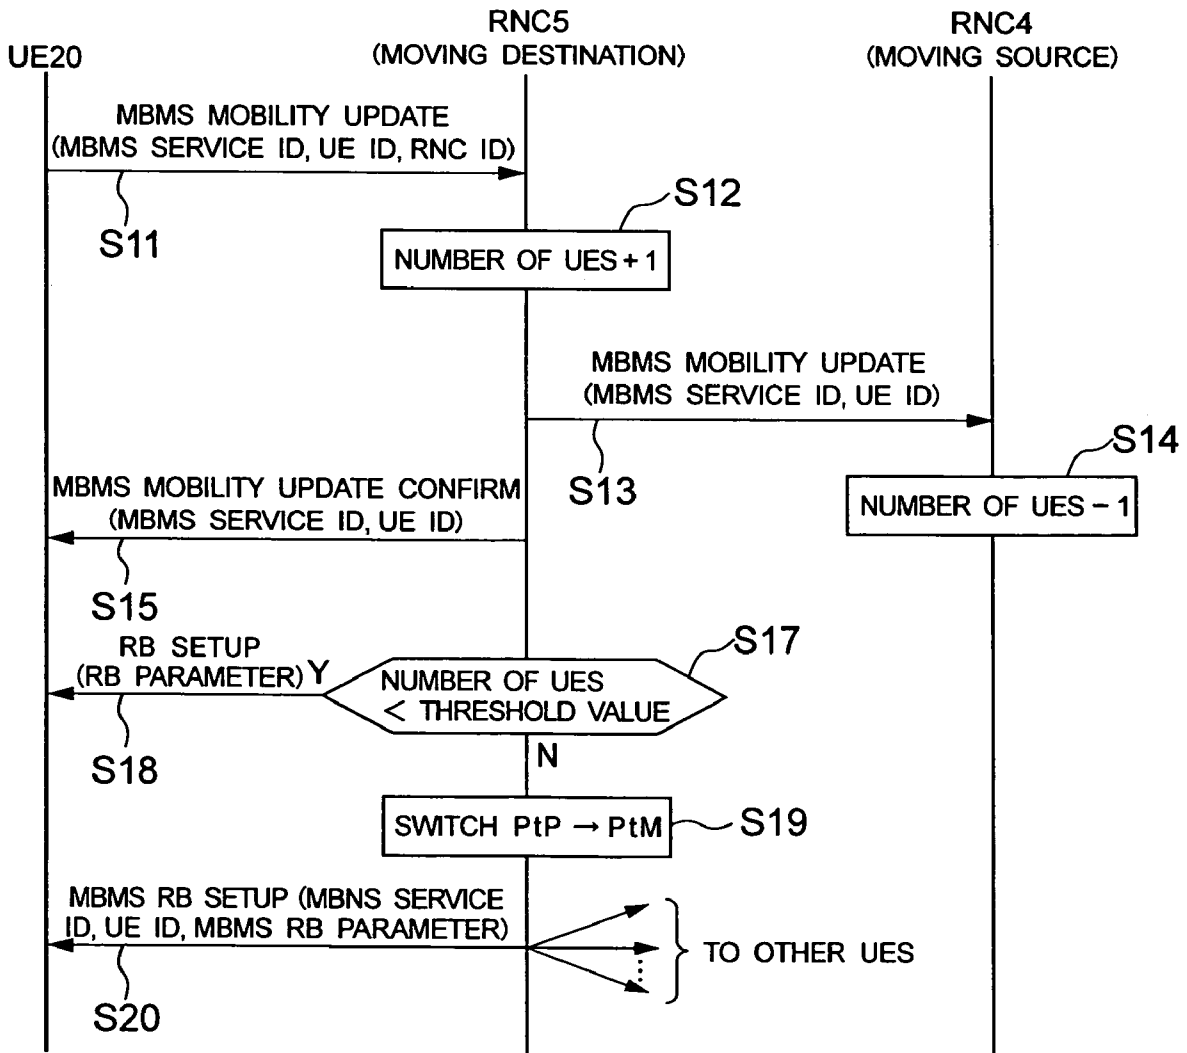 UE20
RNC5
(MOVING DESTINATION)
RNC4
(MOVING SOURCE)
MBMS MOBILITY UPDATE
(MBMS SERVICE ID, UE ID, RNC ID)
S11
S12
NUMBER OF UES+1
MBMS MOBILITY UPDATE
(MBMS SERVICE ID, UE ID)
S13
S14
NUMBER OF UES-1
MBMS MOBILITY UPDATE CONFIRM
(MBMS SERVICE ID, UE ID)
S15
RB SETUP
(RB PARAMETER)
Y
S17
NUMBER OF UES
< THRESHOLD VALUE
S18
N
SWITCH PtP → PtM
S19
MBMS RB SETUP (MBNS SERVICE
ID, UE ID, MBMS RB PARAMETER)
TO OTHER UES
S20